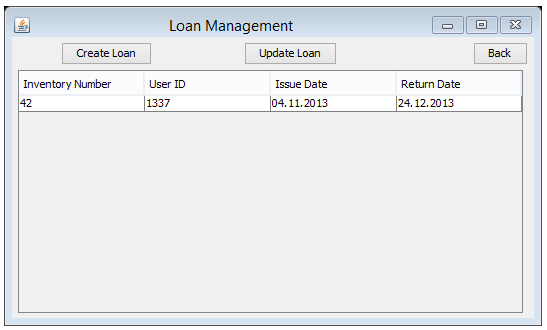 Loan Management
Create Loan Update Loan Back
Inventory Number User ID Issue Date Return Date
42 1337 04.11.2013 24.12.2013